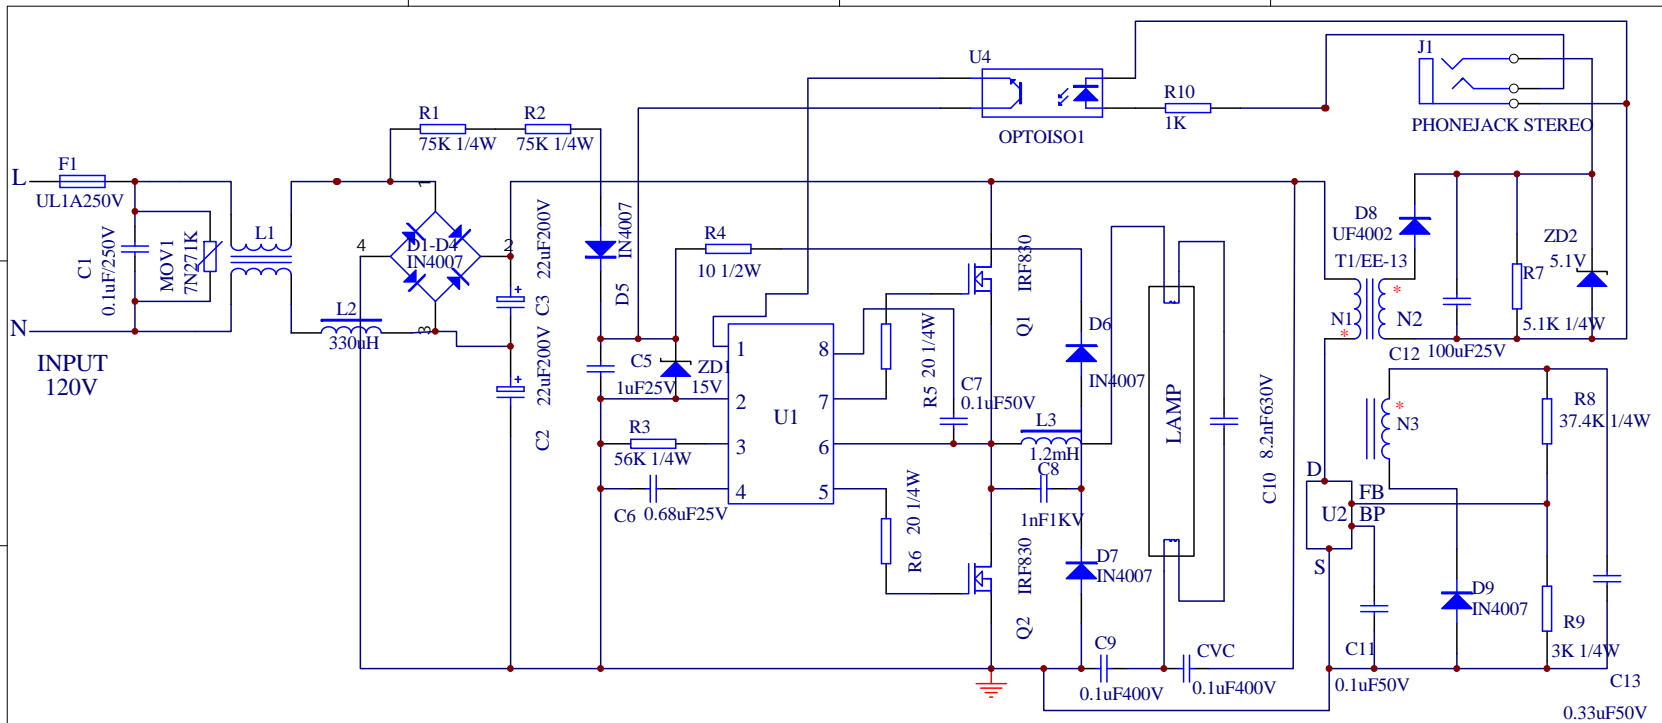 U4
OPTOISO1
R10
1K
J1
PHONEJACK STEREO
R1
75K 1/4W
R2
75K 1/4W
L
F1
UL1A250V
C1
0.1uF/250V
MOV1
7N271K
L1
N
INPUT
120V
L2
330uH
1
4
2
3
D1-D4
IN4007
C3 22uF200V
C2 22uF200V
D5
IN4007
R4
10 1/2W
C5
1uF25V
ZD1
15V
R3
56K 1/4W
C6 0.68uF25V
U1
1
2
3
4
8
7
6
5
R5 20 1/4W
R6 20 1/4W
C7
0.1uF50V
Q1
IRF830
Q2
IRF830
L3
1.2mH
C8
1nF1KV
D6
IN4007
D7
IN4007
LAMP
C10 8.2nF630V
C9
0.1uF400V
CVC
0.1uF400V
D8
UF4002
T1/EE-13
N1
*
*
N2
C12 100uF25V
R7
5.1K 1/4W
ZD2
5.1V
*
N3
R8
37.4K 1/4W
D
FB
U2 BP
S
C11
0.1uF50V
D9
IN4007
R9
3K 1/4W
C13
0.33uF50V